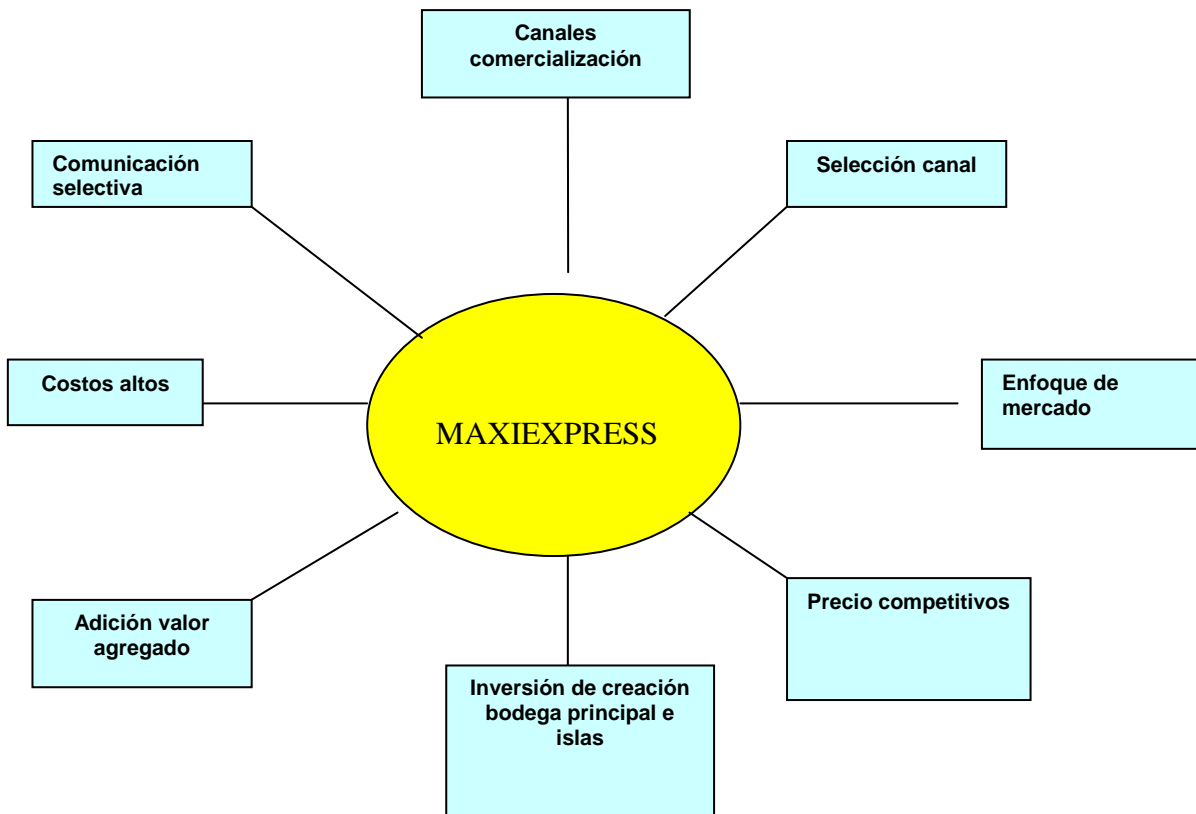 Canales
comercialización
Comunicación
selectiva
Selección canal
Costos altos
Enfoque de
mercado
MAXIEXPRESS
Adición valor
agregado
Precio competitivos
Inversión de creación
bodega principal e
islas